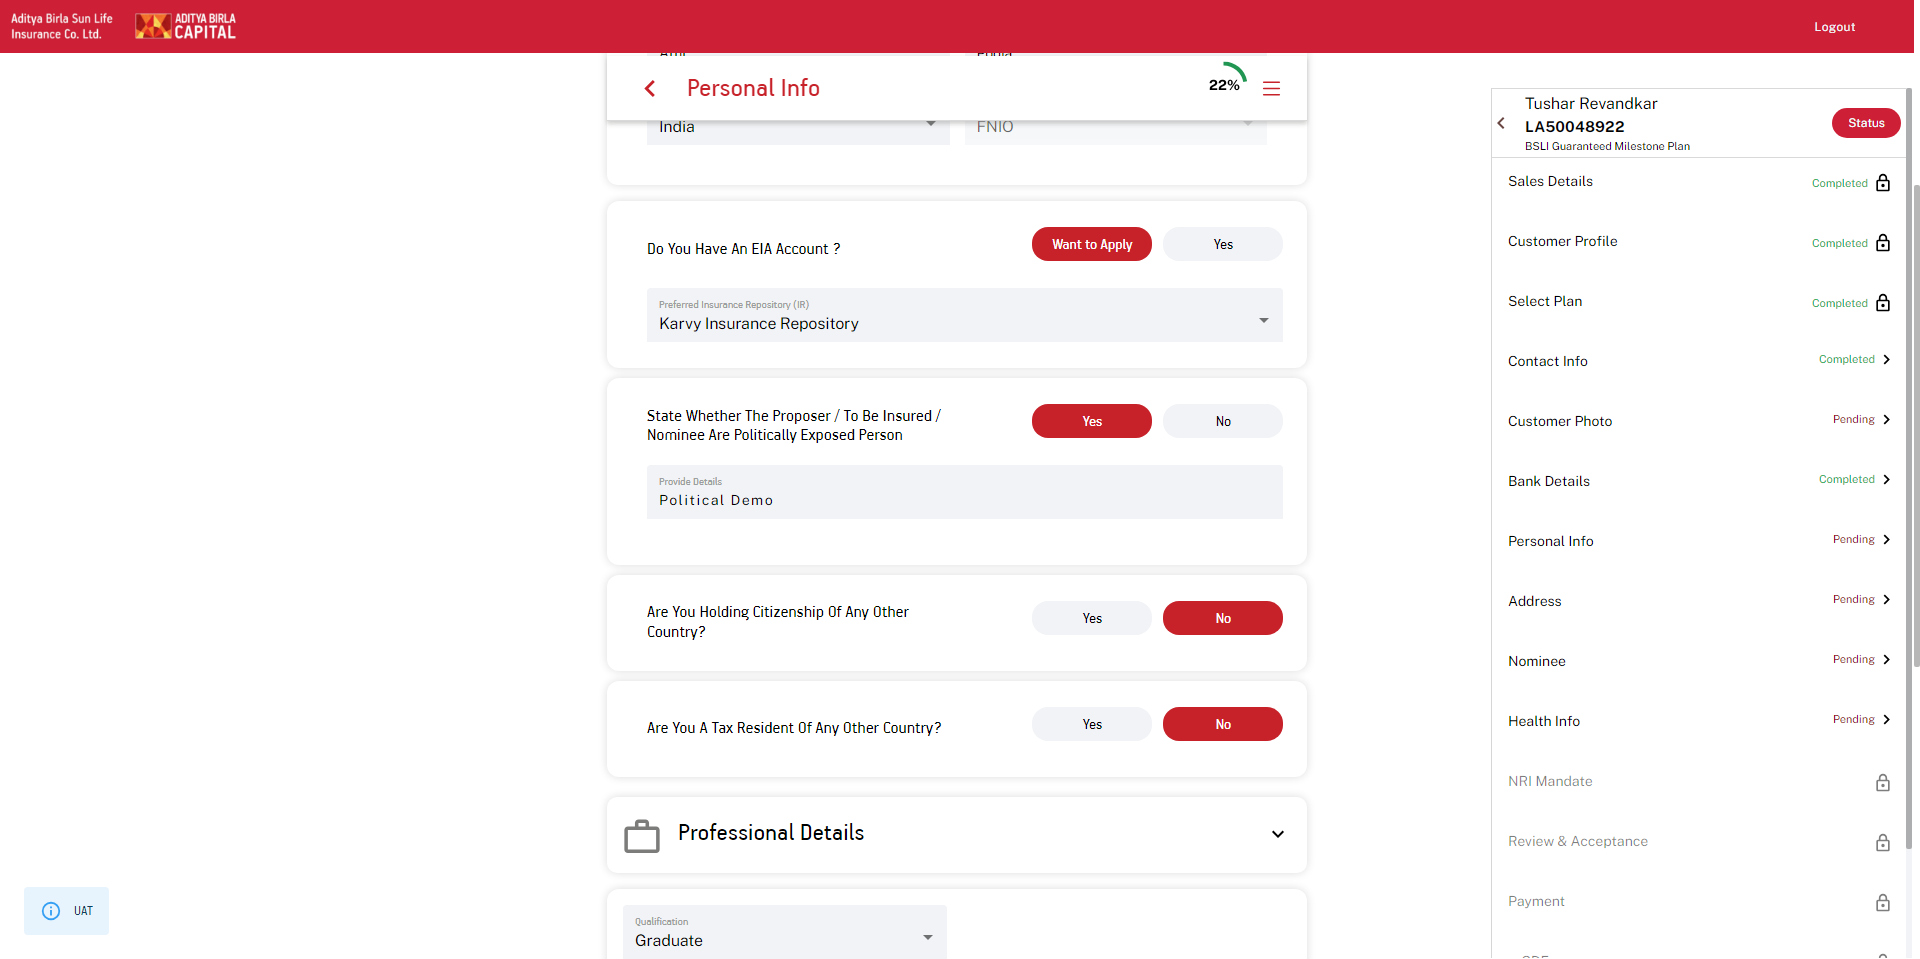 Aditya Birla Sun Life
Insurance Co. Ltd.
ADITYA BIRLA
CAPITAL
Logout
Personal Info
22%
India
FNIO
Do You Have An EIA Account ?
Want to Apply
Yes
Preferred Insurance Repository (IR)
Karvy Insurance Repository
State Whether The Proposer / To Be Insured /
Nominee Are Politically Exposed Person
Yes
No
Provide Details
Political Demo
Are You Holding Citizenship Of Any Other
Country?
Yes
No
Are You A Tax Resident Of Any Other Country?
Yes
No
Professional Details
Qualification
Graduate
UAT
Tushar Revandkar
LA50048922
BSLI Guaranteed Milestone Plan
Status
Sales Details
Completed
Customer Profile
Completed
Select Plan
Completed
Contact Info
Completed
Customer Photo
Pending
Bank Details
Completed
Personal Info
Pending
Address
Pending
Nominee
Pending
Health Info
Pending
NRI Mandate
Review & Acceptance
Payment